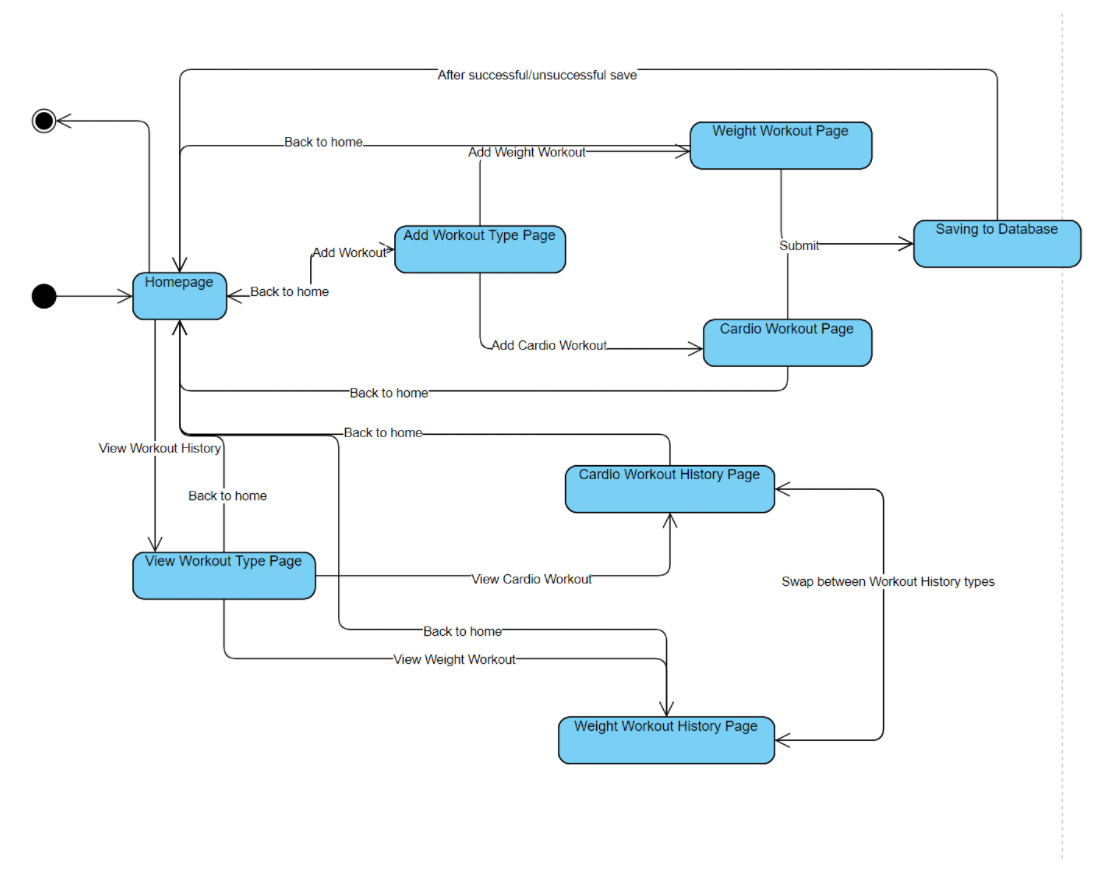 After successful/unsuccessful save
Weight Workout Page
Back to home
Add Weight Workout
Add Workout Type Page
Saving to Database
Submit
Add Workout
Homepage
Back to home
Cardio Workout Page
Add Cardio Workout
Back to home
Back to home
View Workout History
Cardio Workout History Page
Back to home
View Workout Type Page
View Cardio Workout
Swap between Workout History types
Back to home
View Weight Workout
Weight Workout History Page